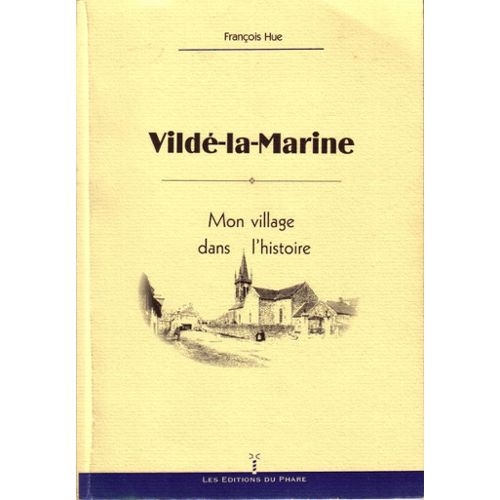 François Hue
Vildé-la-Marine
Mon village
dans l'histoire
LES EDITIONS DU PHARE